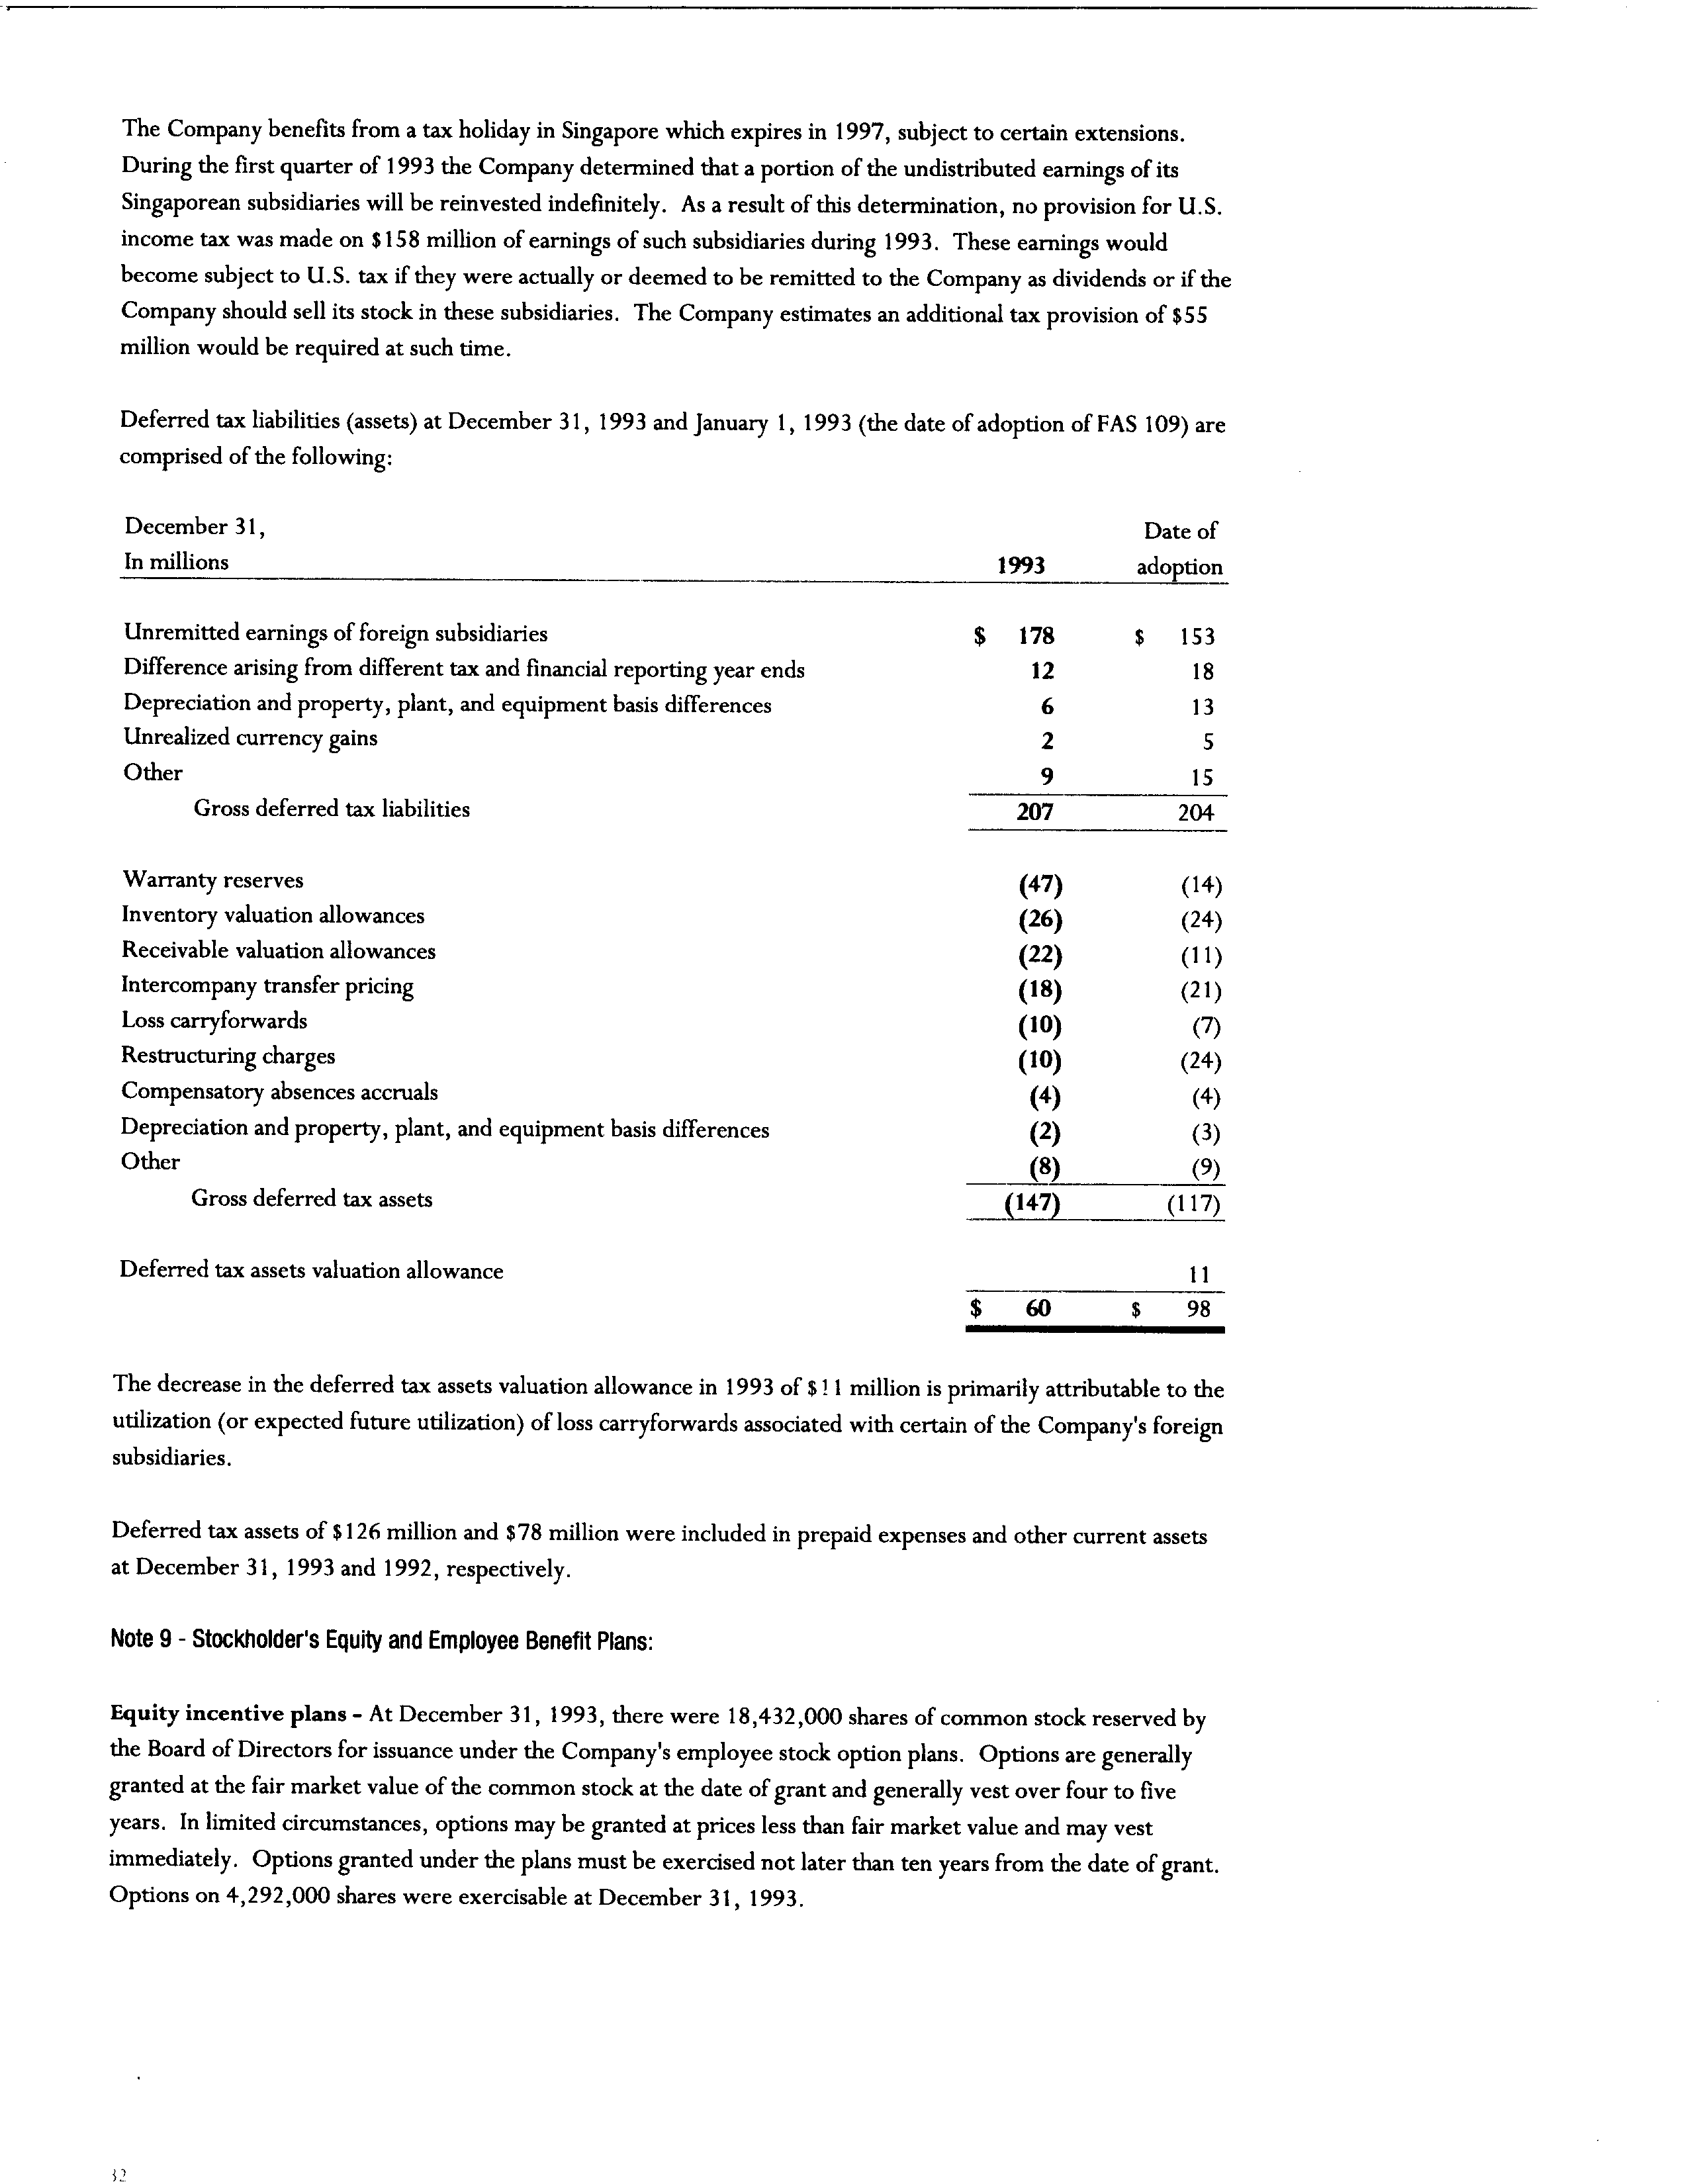 The Company benefits from a tax holiday in Singapore which expires in 1997, subject to certain extensions.
During the first quarter of 1993 the Company determined that a portion of the undistributed earnings of its
Singaporean subsidiaries will be reinvested indefinitely. As a result of this determination, no provision for U.S.
income tax was made on $158 million of earnings of such subsidiaries during 1993. These earnings would
become subject to U.S. tax if they were actually or deemed to be remitted to the Company as dividends or if the
Company should sell its stock in these subsidiaries. The Company estimates an additional tax provision of $55
million would be required at such time.
Deferred tax liabilities (assets) at December 31, 1993 and January 1, 1993 (the date of adoption of FAS 109) are
comprised of the following:
December 31, Date of
In millions 1993 adoption
Unremitted earnings of foreign subsidiaries $ 178 $ 153
Difference arising from different tax and financial reporting year ends 12 18
Depreciation and property, plant, and equipment basis differences 6 13
Unrealized currency gains 2 5
Other 9 15
Gross deferred tax liabilities 207 204
Warranty reserves (47) (14)
Inventory valuation allowances (26) (24)
Receivable valuation allowances (22) (11)
Intercompany transfer pricing (18) (21)
Loss carryforwards (10) (7)
Restructuring charges (10) (24)
Compensatory absences accruals (4) (4)
Depreciation and property, plant, and equipment basis differences (2) (3)
Other (8) (9)
Gross deferred tax assets (147) (117)
Deferred tax assets valuation allowance 11
$ 60 $ 98
The decrease in the deferred tax assets valuation allowance in 1993 of $11 million is primarily attributable to the
utilization (or expected future utilization) of loss carryforwards associated with certain of the Company's foreign
subsidiaries.
Deferred tax assets of $126 million and $78 million were included in prepaid expenses and other current assets
at December 31, 1993 and 1992, respectively.
Note 9 - Stockholder's Equity and Employee Benefit Plans:
Equity incentive plans - At December 31, 1993, there were 18,432,000 shares of common stock reserved by
the Board of Directors for issuance under the Company's employee stock option plans. Options are generally
granted at the fair market value of the common stock at the date of grant and generally vest over four to five
years. In limited circumstances, options may be granted at prices less than fair market value and may vest
immediately. Options granted under the plans must be exercised not later than ten years from the date of grant.
Options on 4,292,000 shares were exercisable at December 31, 1993.
32